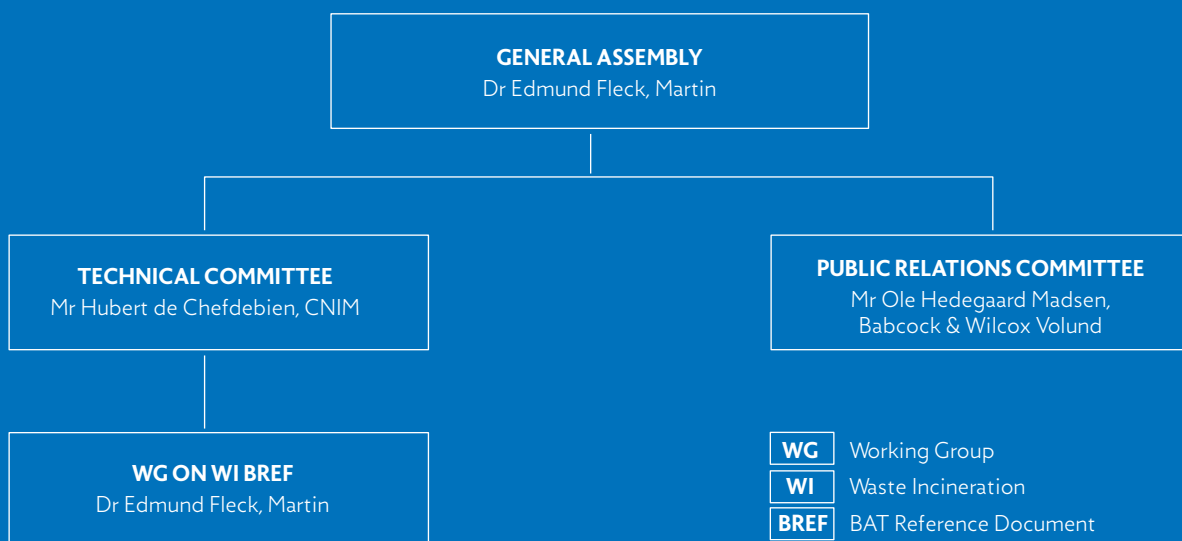 GENERAL ASSEMBLY
Dr Edmund Fleck, Martin
TECHNICAL COMMITTEE
Mr Hubert de Chefdebien, CNIM
PUBLIC RELATIONS COMMITTEE
Mr Ole Hedegaard Madsen,
Babcock & Wilcox Volund
WG ON WI BREF
Dr Edmund Fleck, Martin
WG Working Group
WI Waste Incineration
BREF BAT Reference Document